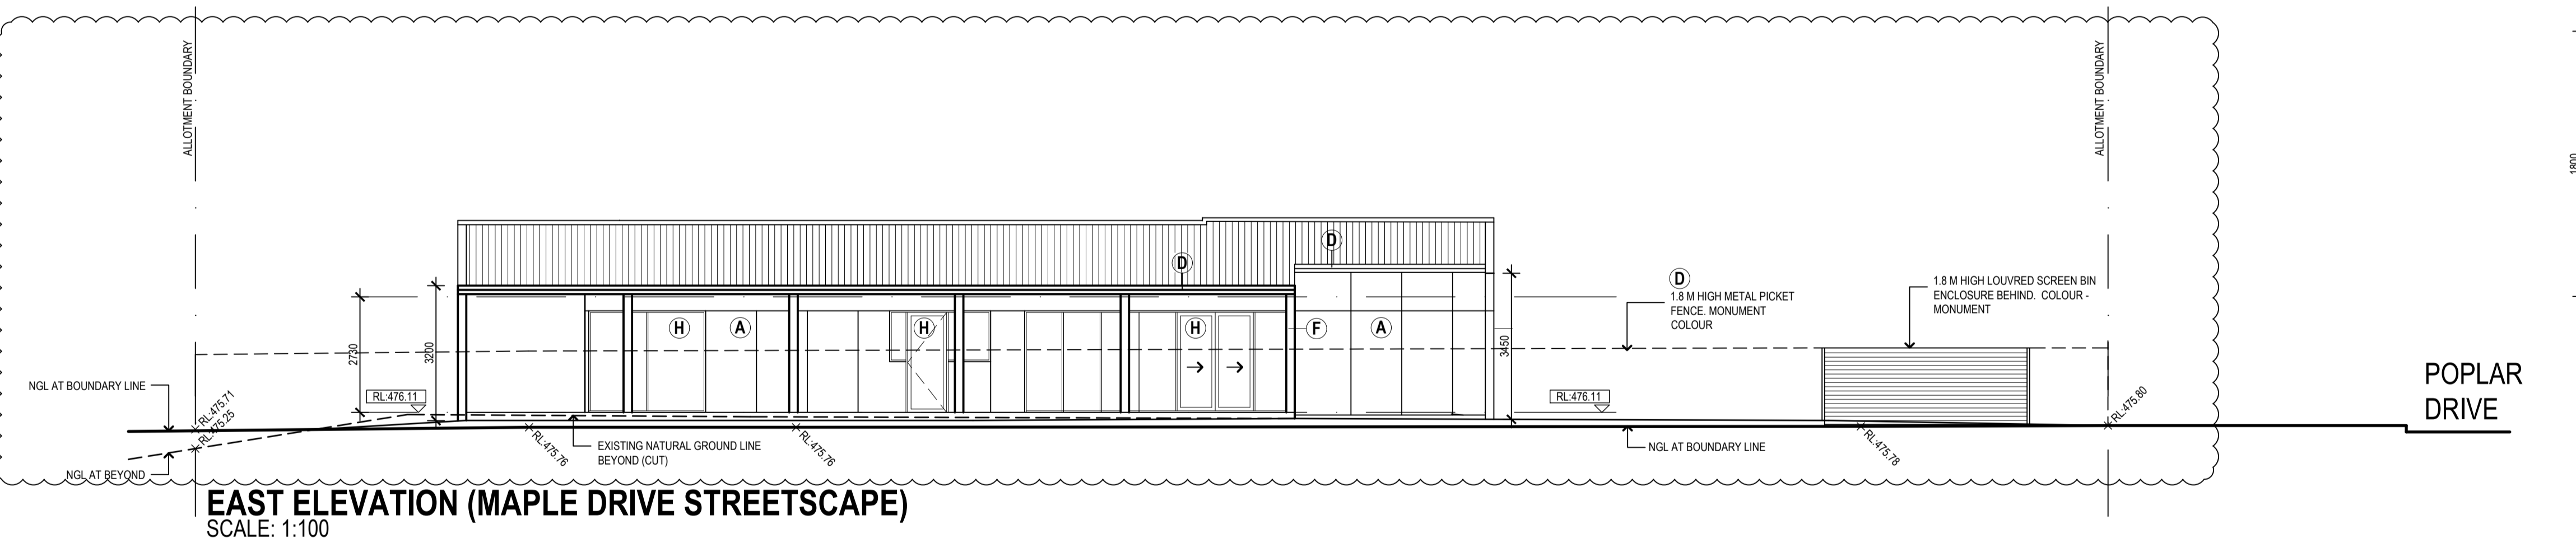 ALLOTMENT BOUNDARY
ALLOTMENT BOUNDARY
1800
D
D
D
1.8 M HIGH METAL PICKET
FENCE. MONUMENT
COLOUR
1.8 M HIGH LOUVRED SCREEN BIN
ENCLOSURE BEHIND. COLOUR -
MONUMENT
H
A
H
H
F
A
2730
3200
3450
NGL AT BOUNDARY LINE
RL:476.11
RL:476.11
RL:475.71
RL:475.25
RL:475.76
RL:475.76
RL:475.78
RL:475.80
EXISTING NATURAL GROUND LINE
BEYOND (CUT)
NGL AT BOUNDARY LINE
NGL AT BEYOND
POPLAR
DRIVE
EAST ELEVATION (MAPLE DRIVE STREETSCAPE)
SCALE: 1:100